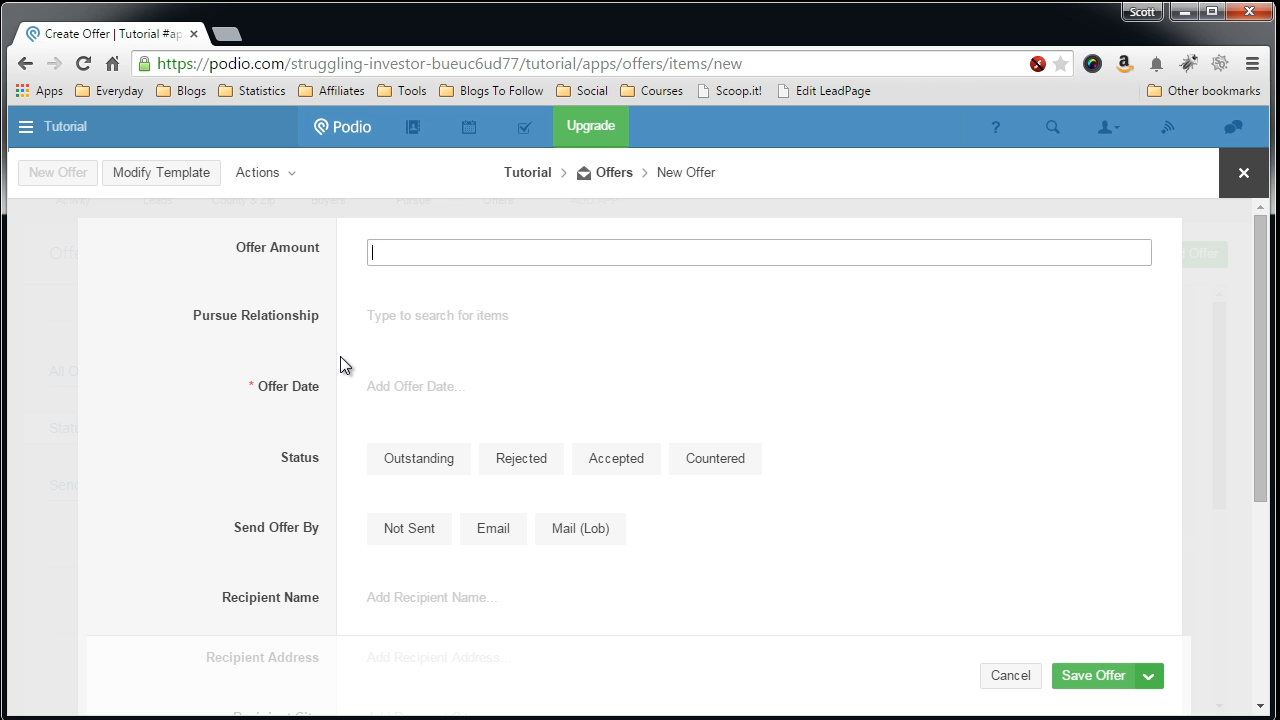 Scott
Create Offer | Tutorial #ap
https://podio.com/struggling-investor-bueuc6ud77/tutorial/apps/offers/items/new
Apps Everyday Blogs Statistics Affiliates Tools Blogs To Follow Social Courses Scoop.it! Edit LeadPage Other bookmarks
Tutorial Podio Upgrade ?
New Offer Modify Template Actions Tutorial > Offers > New Offer
Offer Amount
Pursue Relationship Type to search for items
* Offer Date Add Offer Date...
Status Outstanding Rejected Accepted Countered
Send Offer By Not Sent Email Mail (Lob)
Recipient Name Add Recipient Name...
Recipient Address Add Recipient Address...
Cancel Save Offer